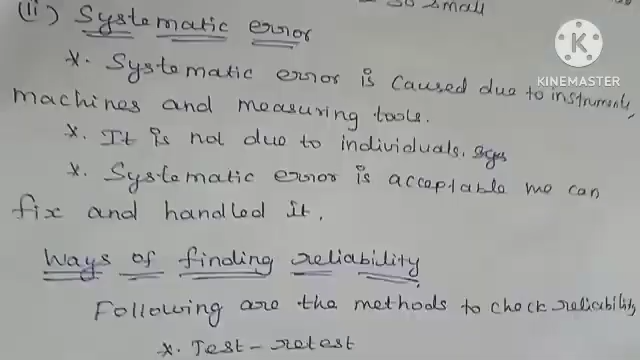 = so small
(ii) Systematic error
*. Systematic error is caused due to instruments,
machines and measuring tools.
*. It is not due to individuals.
*. Systematic error is acceptable we can
fix and handled it.
Ways of finding reliability
Following are the methods to check reliability
*. Test - retest
K
KINEMASTER